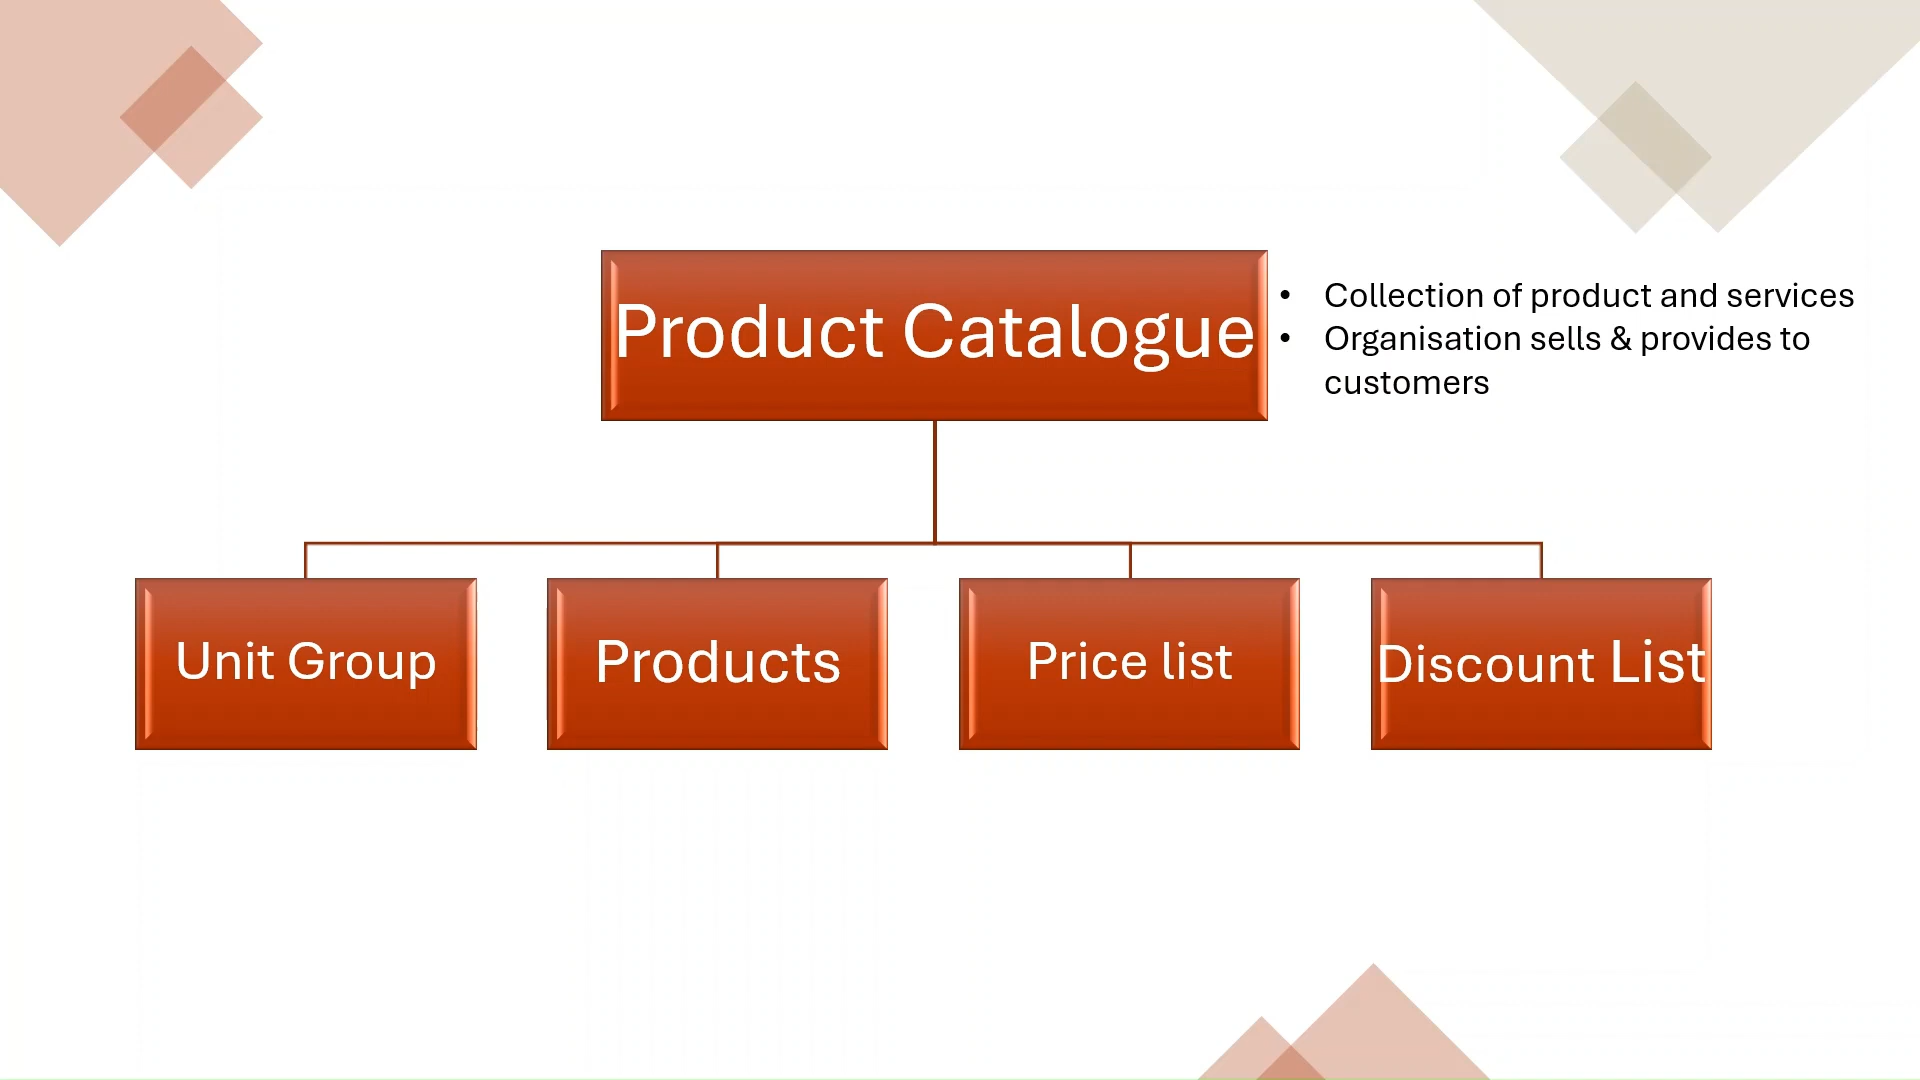 Product Catalogue
• Collection of product and services
• Organisation sells & provides to
customers
Unit Group
Products
Price list
Discount List